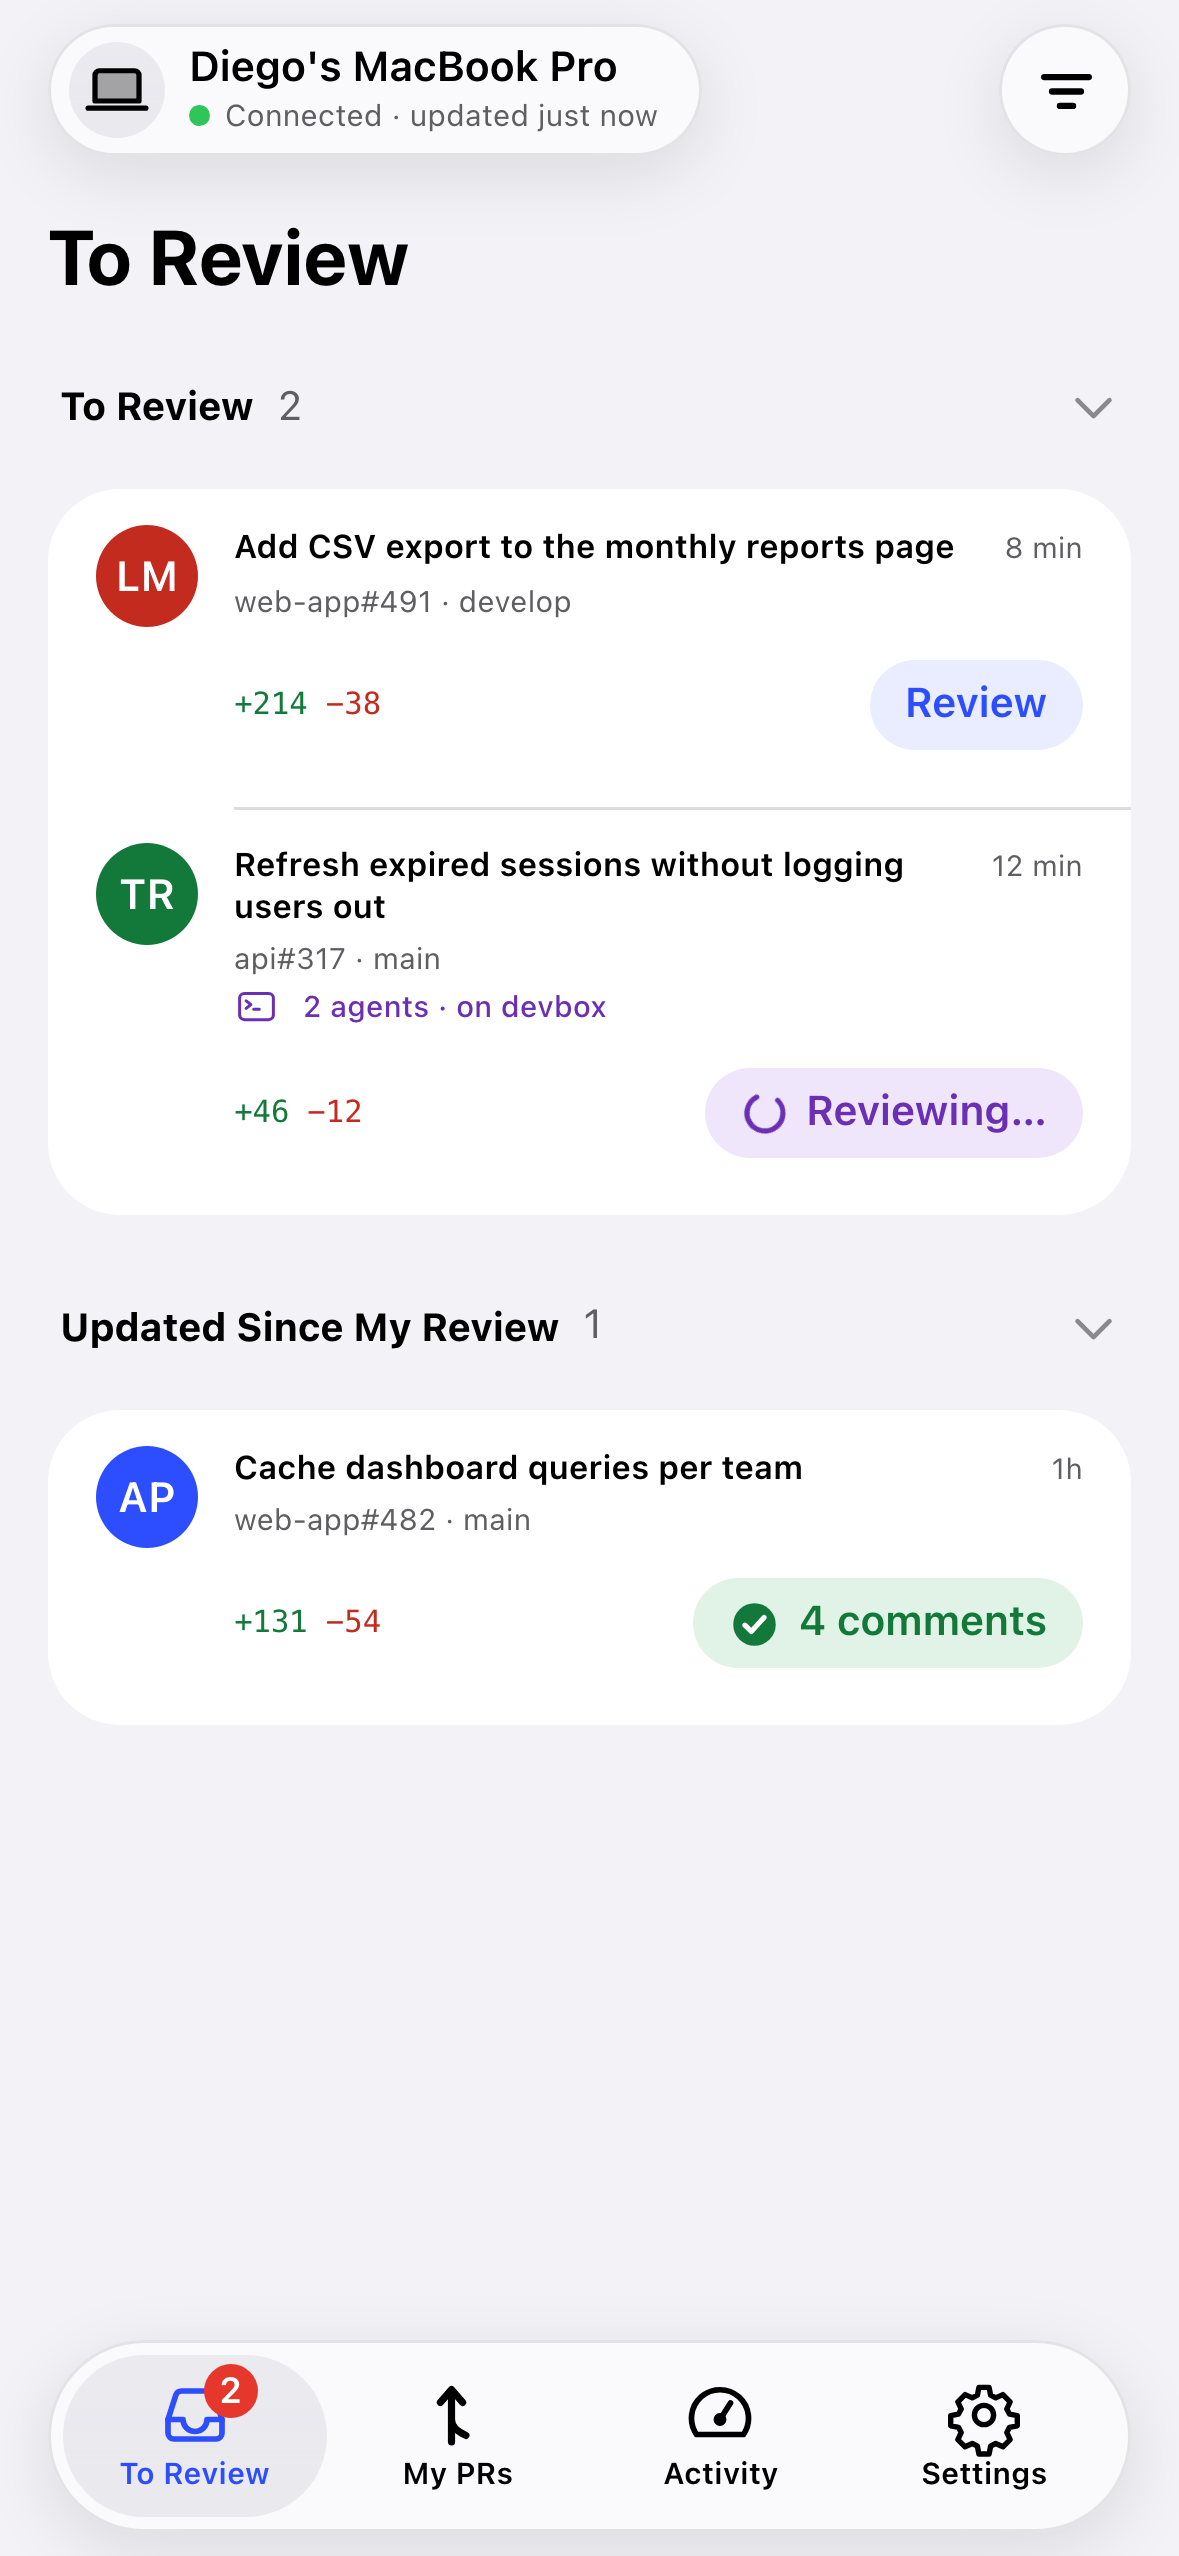 Diego's MacBook Pro
Connected · updated just now
To Review
To Review 2
LM
Add CSV export to the monthly reports page
8 min
web-app#491 · develop
+214 −38
Review
TR
Refresh expired sessions without logging
users out
12 min
api#317 · main
2 agents · on devbox
+46 −12
Reviewing...
Updated Since My Review 1
AP
Cache dashboard queries per team
1h
web-app#482 · main
+131 −54
4 comments
2
To Review
My PRs
Activity
Settings